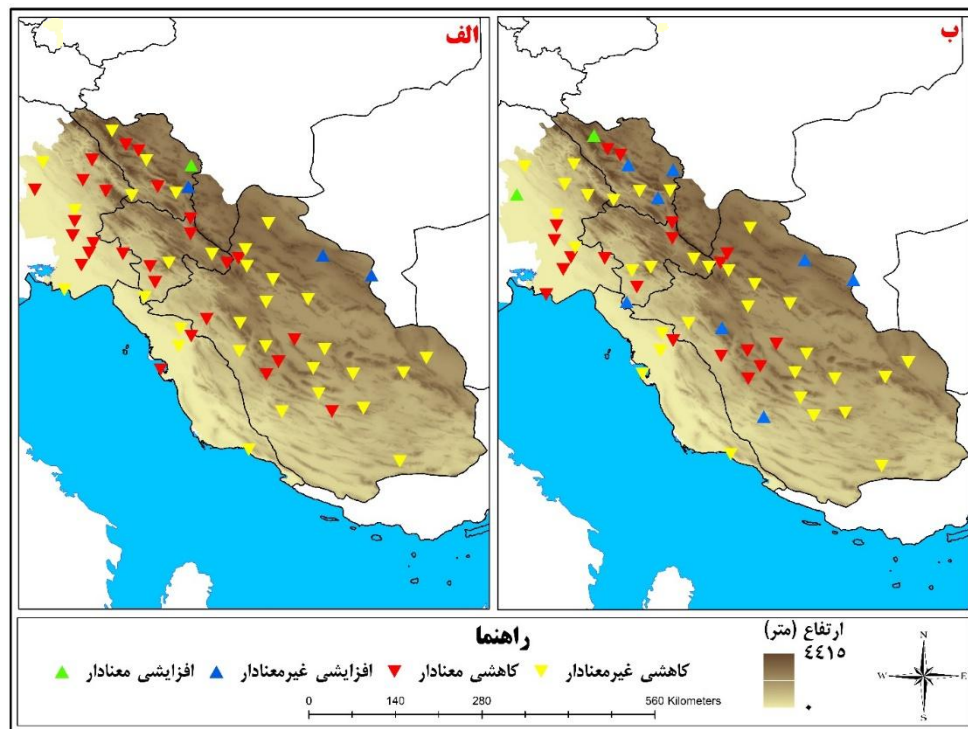 ب
الف
راهنما
ارتفاع (متر)
٤٤١٥
٠
افزایشی معنادار
افزایشی غیرمعنادار
کاهشی معنادار
کاهشی غیرمعنادار
0 140 280 560 Kilometers
N
W E
S